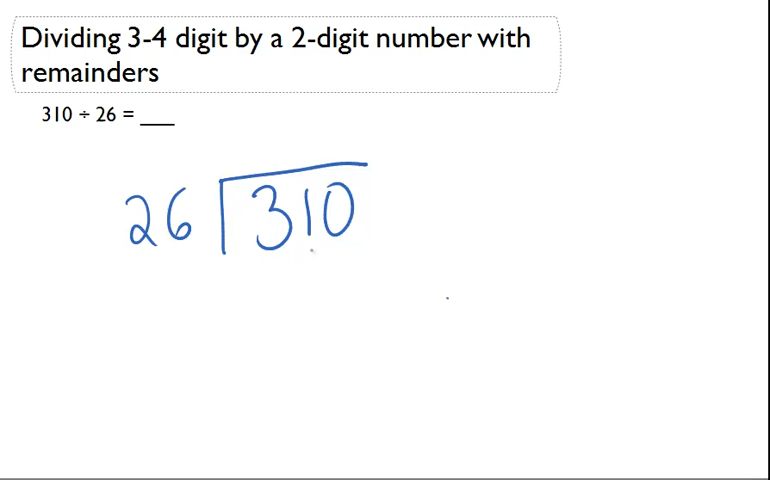 Dividing 3-4 digit by a 2-digit number with
remainders
310 ÷ 26 = ___
26 310